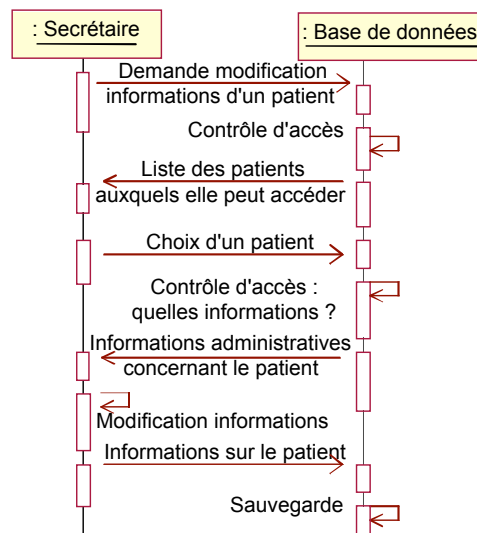 : Secrétaire
: Base de données
Demande modification
informations d'un patient
Contrôle d'accès
Liste des patients
auxquels elle peut accéder
Choix d'un patient
Contrôle d'accès :
quelles informations ?
Informations administratives
concernant le patient
Modification informations
Informations sur le patient
Sauvegarde